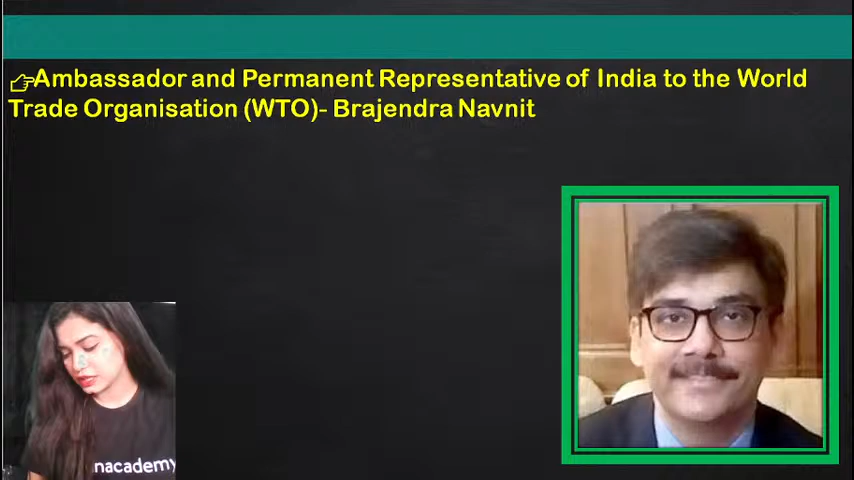 👉Ambassador and Permanent Representative of India to the World
Trade Organisation (WTO)- Brajendra Navnit
nacademy